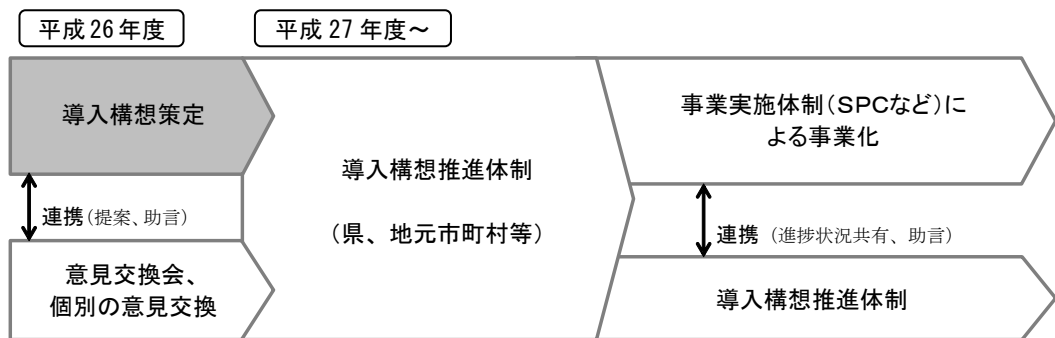 平成26年度
平成 27 年度～
導入構想策定
連携(提案、助言)
意見交換会、
個別の意見交換
導入構想推進体制
（県、地元市町村等）
事業実施体制（ＳＰＣなど）に
よる事業化
連携（進捗状況共有、助言）
導入構想推進体制